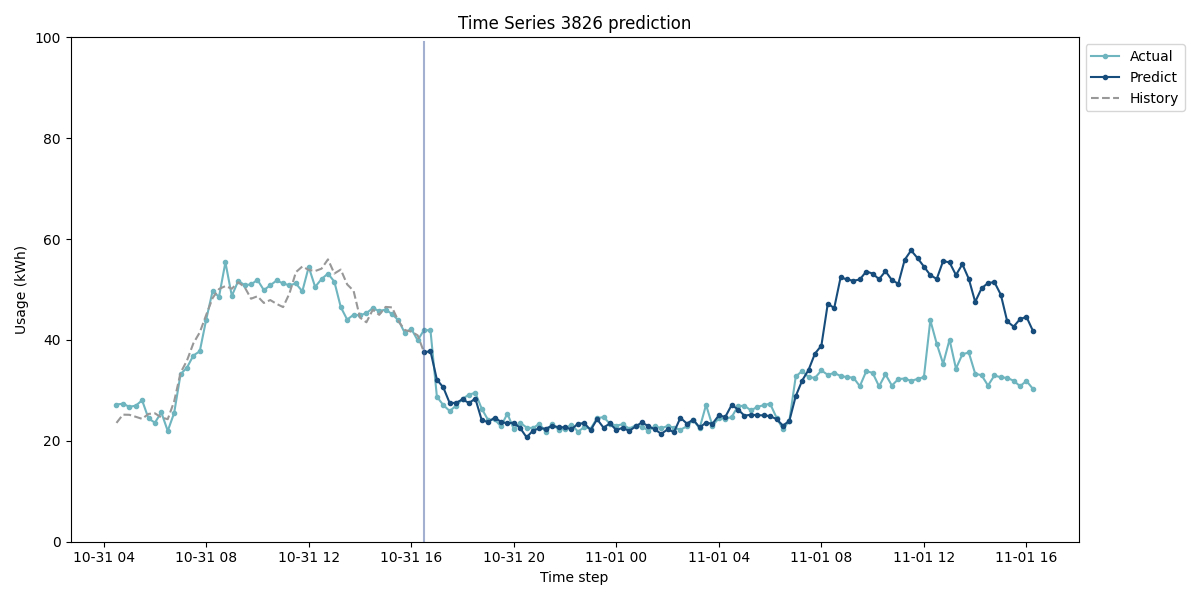 Time Series 3826 prediction
Usage (kWh)
100
80
60
40
20
0
10-31 04
10-31 08
10-31 12
10-31 16
10-31 20
11-01 00
11-01 04
11-01 08
11-01 12
11-01 16
Time step
Actual
Predict
History